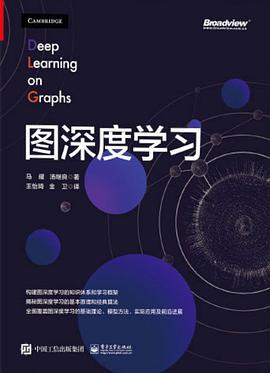 CAMBRIDGE
Broadview®
Deep
Learning
on
Graphs
图深度学习
马 耀 汤继良 著
王怡琦 金 卫 译
构建图深度学习的知识体系和学习框架
揭秘图深度学习的基本原理和经典算法
全面覆盖图深度学习的基础理论、模型方法、实际应用及前沿进展
中国工信出版集团
电子工业出版社